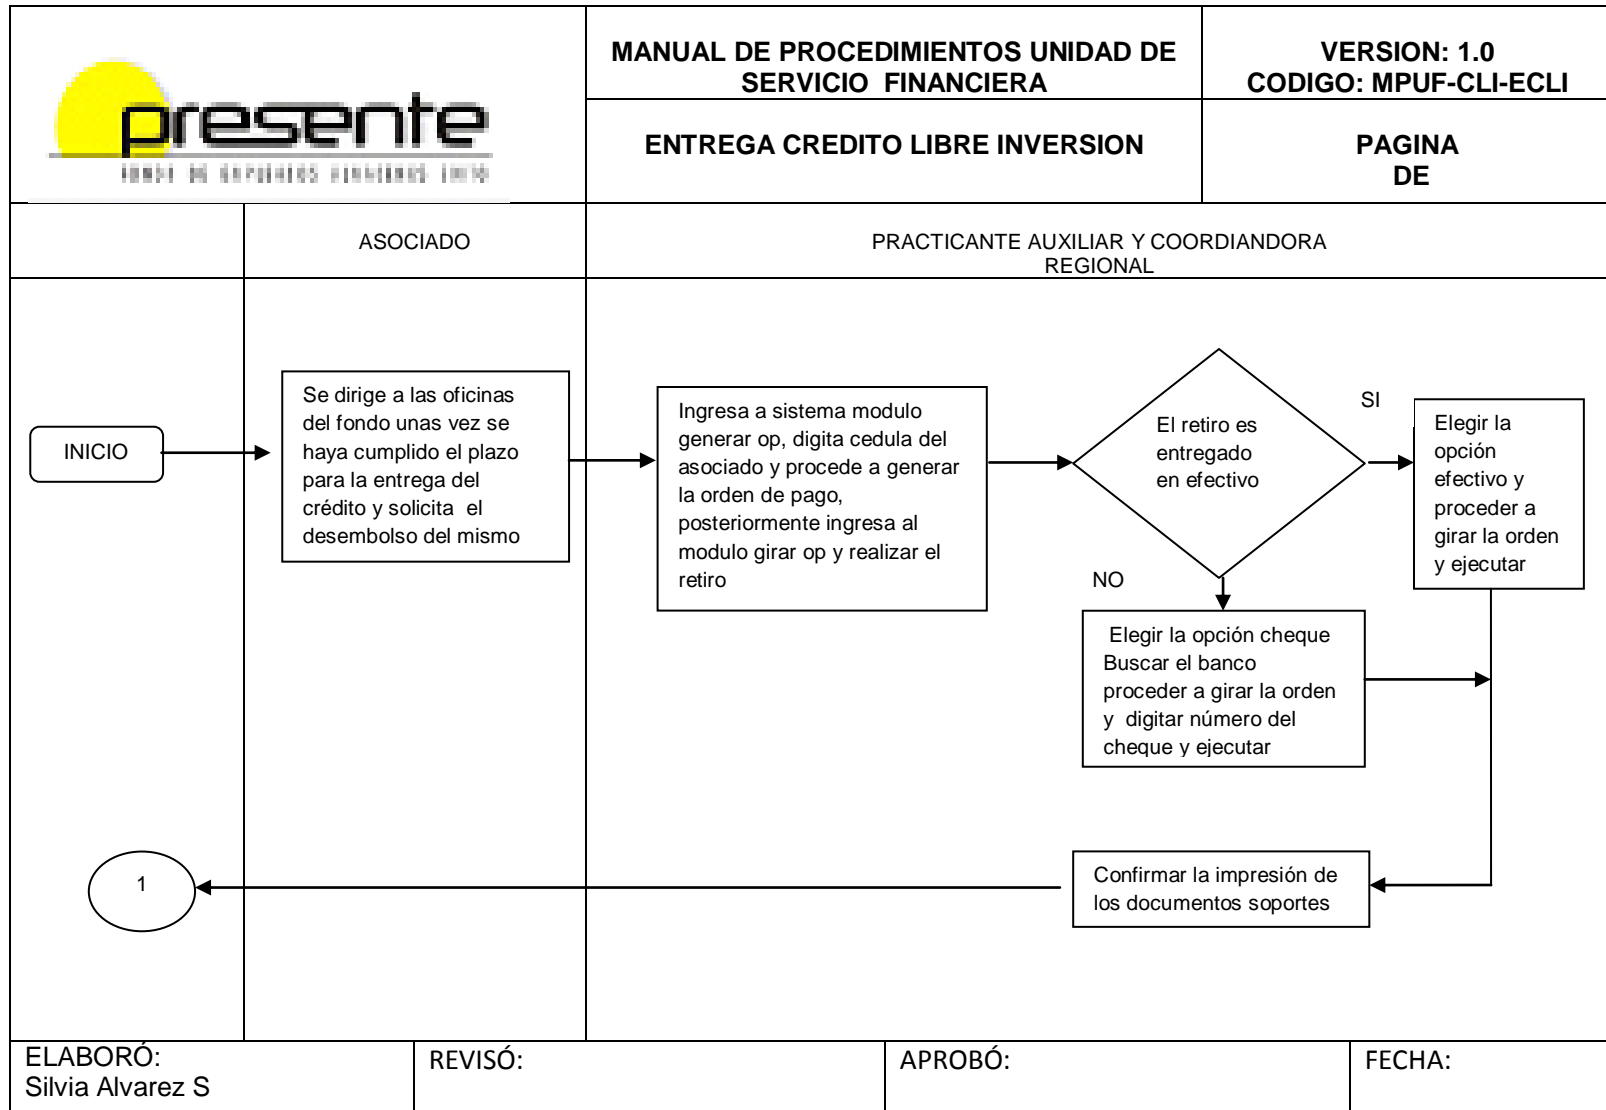 presente
MANUAL DE PROCEDIMIENTOS UNIDAD DE
SERVICIO FINANCIERA
VERSION: 1.0
CODIGO: MPUF-CLI-ECLI
ENTREGA CREDITO LIBRE INVERSION
PAGINA
DE
ASOCIADO
PRACTICANTE AUXILIAR Y COORDIANDORA
REGIONAL
INICIO
Se dirige a las oficinas
del fondo unas vez se
haya cumplido el plazo
para la entrega del
crédito y solicita el
desembolso del mismo
Ingresa a sistema modulo
generar op, digita cedula del
asociado y procede a generar
la orden de pago,
posteriormente ingresa al
modulo girar op y realizar el
retiro
El retiro es
entregado
en efectivo
SI
Elegir la
opción
efectivo y
proceder a
girar la orden
y ejecutar
NO
Elegir la opción cheque
Buscar el banco
proceder a girar la orden
y digitar número del
cheque y ejecutar
Confirmar la impresión de
los documentos soportes
1
ELABORÓ:
Silvia Alvarez S
REVISÓ:
APROBÓ:
FECHA: